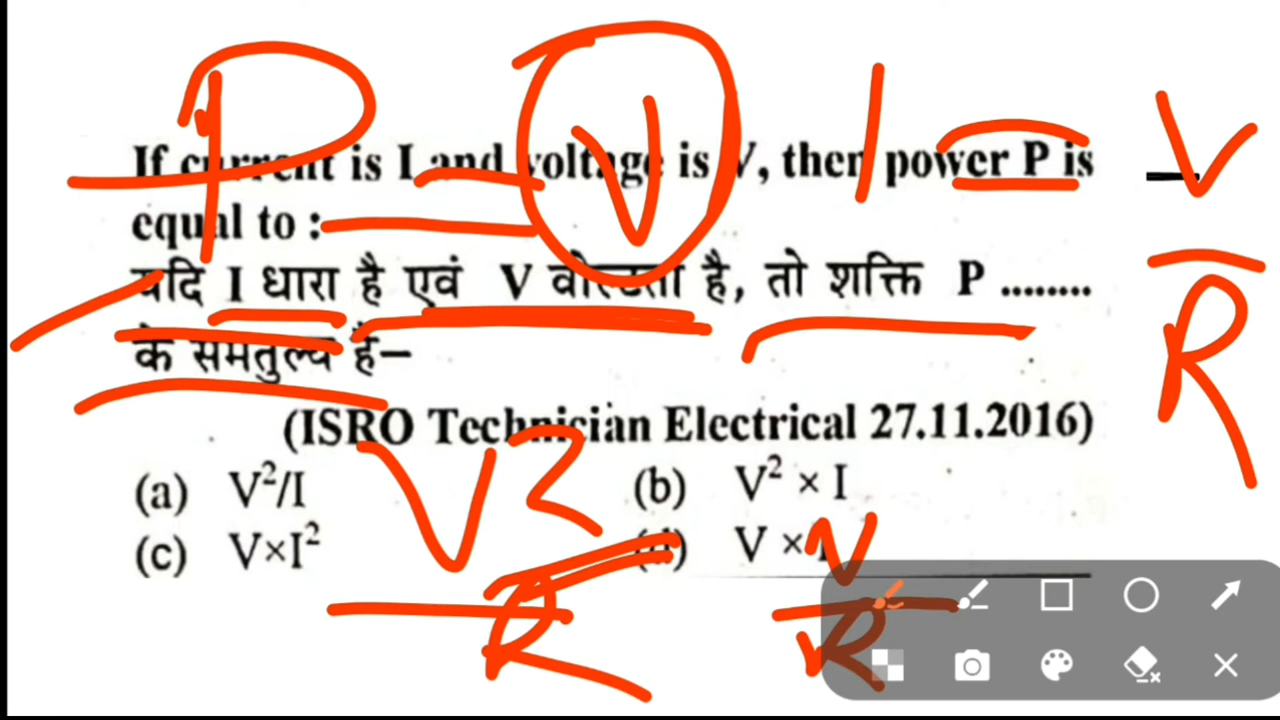 P = V I = V/R
If current is I and voltage is V, then power P is
equal to :
यदि I धारा है एवं V वोल्टता है, तो शक्ति P ........
के समतुल्य है–
(ISRO Technician Electrical 27.11.2016)
(a) V²/I (b) V² × I
(c) V×I² (d) V × I
V² V
R R